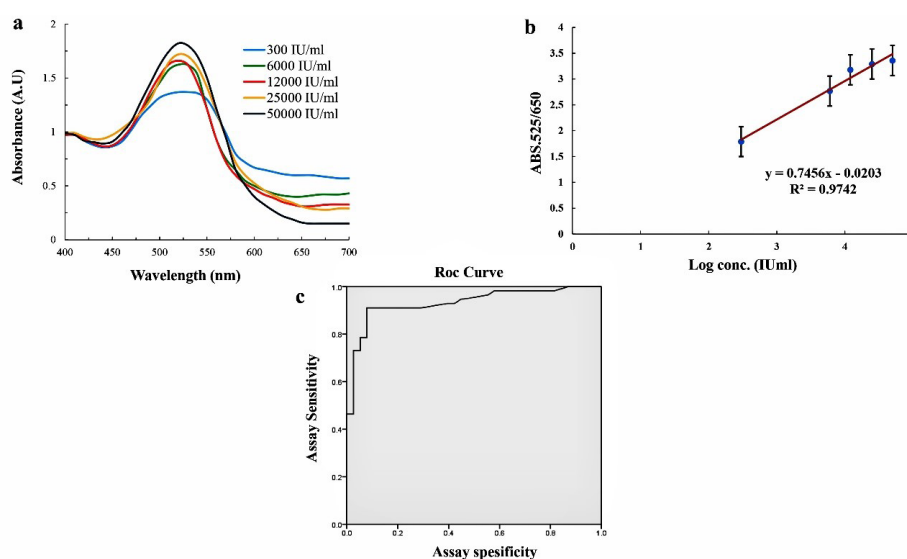 a
2
1.5
1
0.5
0
400
450
500
550
600
650
700
Absorbance (A.U)
Wavelength (nm)
300 IU/ml
6000 IU/ml
12000 IU/ml
25000 IU/ml
50000 IU/ml
b
4
3.5
3
2.5
2
1.5
1
0.5
0
0
1
2
3
4
ABS.525/650
y = 0.7456x - 0.0203
R² = 0.9742
Log conc. (IUml)
Roc Curve
c
1.0
0.8
0.6
0.4
0.2
0.0
0.0
0.2
0.4
0.6
0.8
1.0
Assay Sensitivity
Assay spesificity